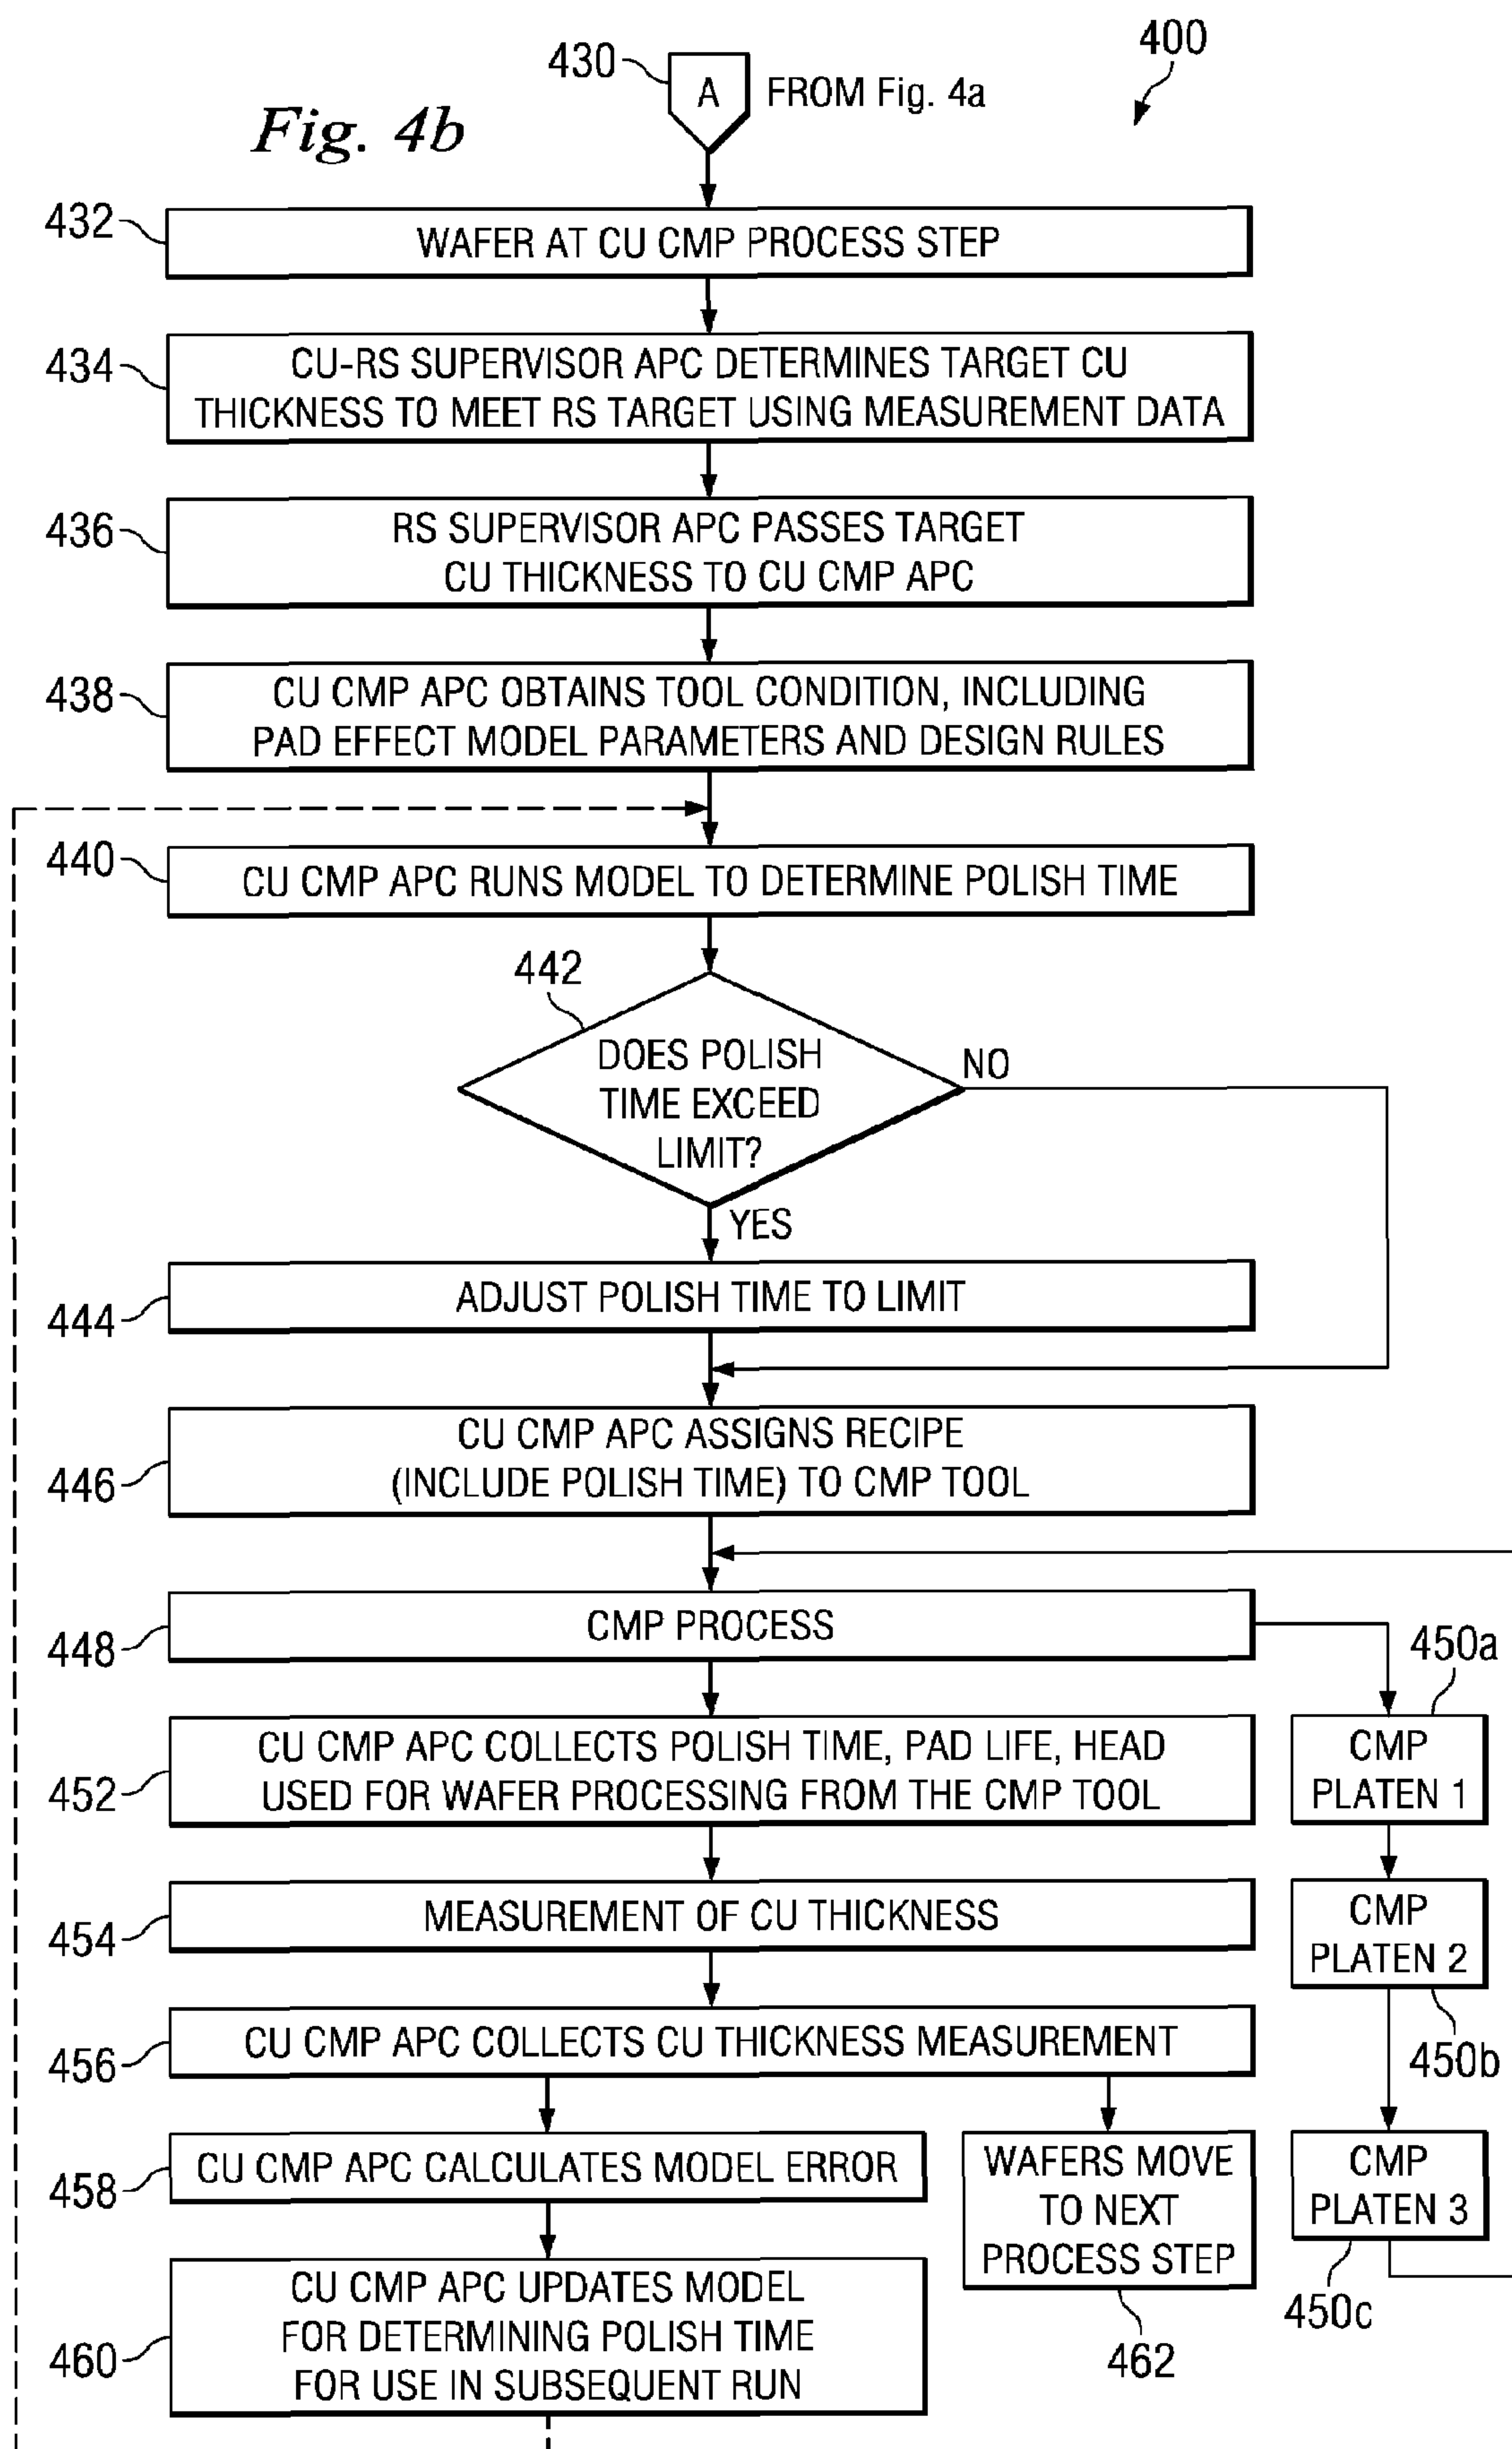 400
430
A
FROM Fig. 4a
Fig. 4b
432
WAFER AT CU CMP PROCESS STEP
434
CU-RS SUPERVISOR APC DETERMINES TARGET CU
THICKNESS TO MEET RS TARGET USING MEASUREMENT DATA
436
RS SUPERVISOR APC PASSES TARGET
CU THICKNESS TO CU CMP APC
438
CU CMP APC OBTAINS TOOL CONDITION, INCLUDING
PAD EFFECT MODEL PARAMETERS AND DESIGN RULES
440
CU CMP APC RUNS MODEL TO DETERMINE POLISH TIME
442
DOES POLISH
TIME EXCEED
LIMIT?
NO
YES
444
ADJUST POLISH TIME TO LIMIT
446
CU CMP APC ASSIGNS RECIPE
(INCLUDE POLISH TIME) TO CMP TOOL
448
CMP PROCESS
450a
CMP
PLATEN 1
452
CU CMP APC COLLECTS POLISH TIME, PAD LIFE, HEAD
USED FOR WAFER PROCESSING FROM THE CMP TOOL
454
MEASUREMENT OF CU THICKNESS
CMP
PLATEN 2
450b
456
CU CMP APC COLLECTS CU THICKNESS MEASUREMENT
458
CU CMP APC CALCULATES MODEL ERROR
WAFERS MOVE
TO NEXT
PROCESS STEP
462
CMP
PLATEN 3
450c
460
CU CMP APC UPDATES MODEL
FOR DETERMINING POLISH TIME
FOR USE IN SUBSEQUENT RUN